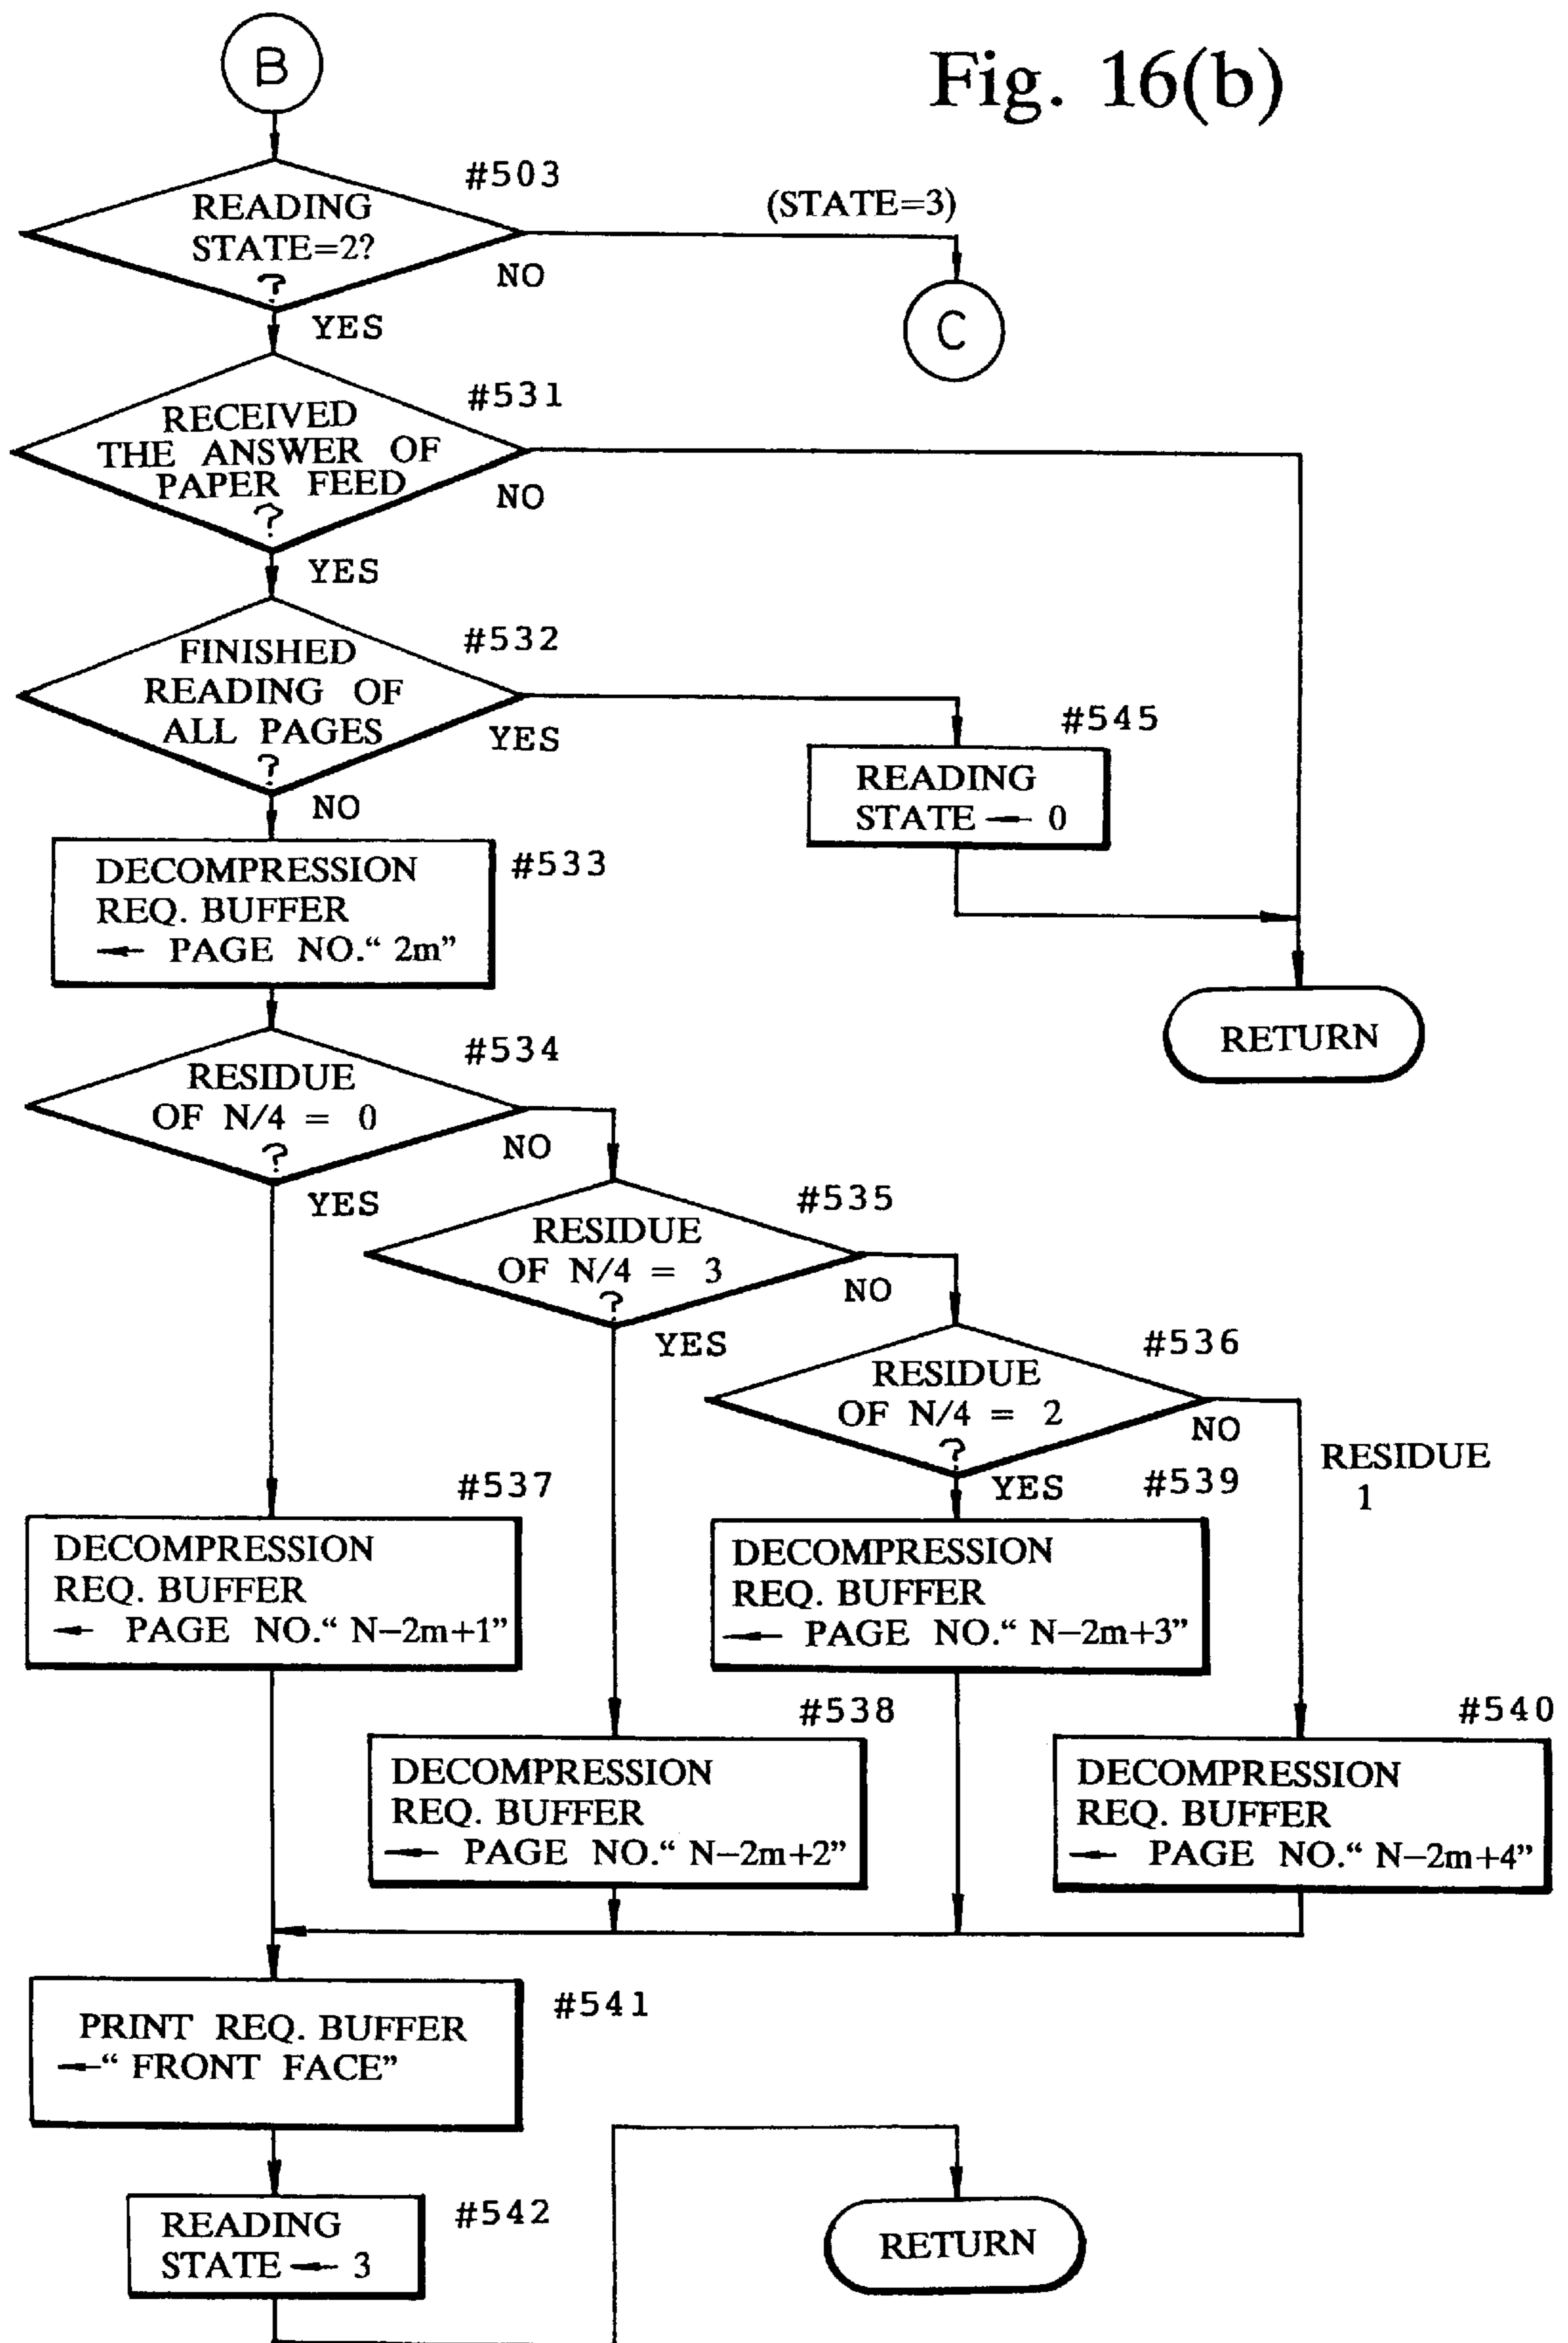 B
Fig. 16(b)
#503
READING
STATE=2?
?
NO
(STATE=3)
C
YES
#531
RECEIVED
THE ANSWER OF
PAPER FEED
?
NO
YES
#532
FINISHED
READING OF
ALL PAGES
?
YES
NO
#545
READING
STATE ← 0
#533
DECOMPRESSION
REQ. BUFFER
← PAGE NO.“ 2m”
RETURN
#534
RESIDUE
OF N/4 = 0
?
NO
YES
#535
RESIDUE
OF N/4 = 3
?
NO
YES
#536
RESIDUE
OF N/4 = 2
?
NO
YES
RESIDUE
1
#537
DECOMPRESSION
REQ. BUFFER
← PAGE NO.“ N−2m+1”
#539
DECOMPRESSION
REQ. BUFFER
← PAGE NO.“ N−2m+3”
#538
DECOMPRESSION
REQ. BUFFER
← PAGE NO.“ N−2m+2”
#540
DECOMPRESSION
REQ. BUFFER
← PAGE NO.“ N−2m+4”
#541
PRINT REQ. BUFFER
←“ FRONT FACE”
#542
READING
STATE ← 3
RETURN